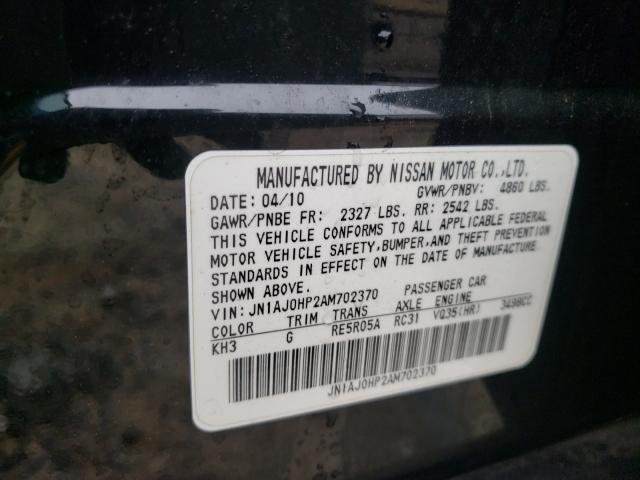 MANUFACTURED BY NISSAN MOTOR CO.,LTD.
DATE: 04/10 GVWR/PNBV: 4860 LBS.
GAWR/PNBE FR: 2327 LBS. RR: 2542 LBS.
THIS VEHICLE CONFORMS TO ALL APPLICABLE FEDERAL
MOTOR VEHICLE SAFETY,BUMPER,AND THEFT PREVENTION
STANDARDS IN EFFECT ON THE DATE OF MANUFACTURE
SHOWN ABOVE.
VIN: JN1AJ0HP2AM702370 PASSENGER CAR
COLOR TRIM TRANS AXLE ENGINE
KH3 G RE5R05A RC31 VQ35(HR) 3498CC
JN1AJ0HP2AM702370